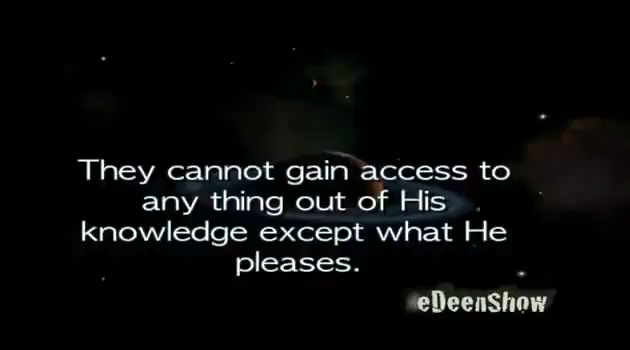 They cannot gain access to
any thing out of His
knowledge except what He
pleases.
eDeenShow